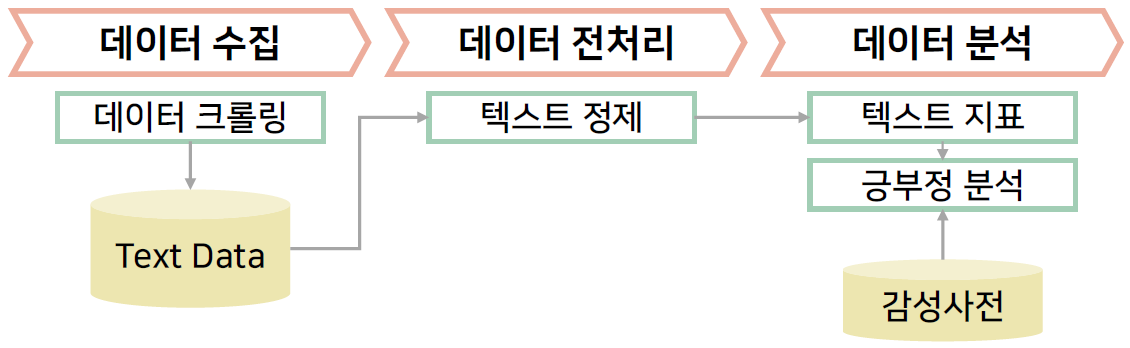 데이터 수집
데이터 전처리
데이터 분석
데이터 크롤링
텍스트 정제
텍스트 지표
긍부정 분석
Text Data
감성사전